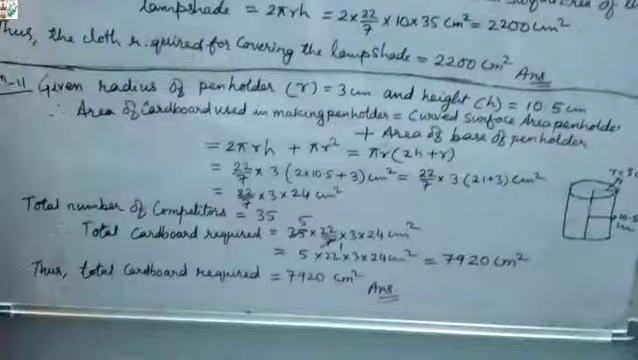 lampshade = 2πrh = 2×22/7×10×35 cm² = 2200 cm²
Thus, the cloth required for covering the lampshade = 2200 cm² Ans
-11 Given radius of penholder (r) = 3 cm and height (h) = 10.5 cm
∴ Area of Cardboard used in making penholder = Curved Surface Area penholder
+ Area of base of penholder
= 2πrh + πr² = πr(2h+r)
= 22/7 × 3 (2×10.5+3) cm² = 22/7 × 3 (21+3) cm²
= 22/7 × 3 × 24 cm²
Total number of Competitors = 35
Total Cardboard required = 35 × 22/7 × 3 × 24 cm²
= 5 × 22 × 3 × 24 cm² = 7920 cm²
Thus, total Cardboard required = 7920 cm²
Ans
10.5
cm